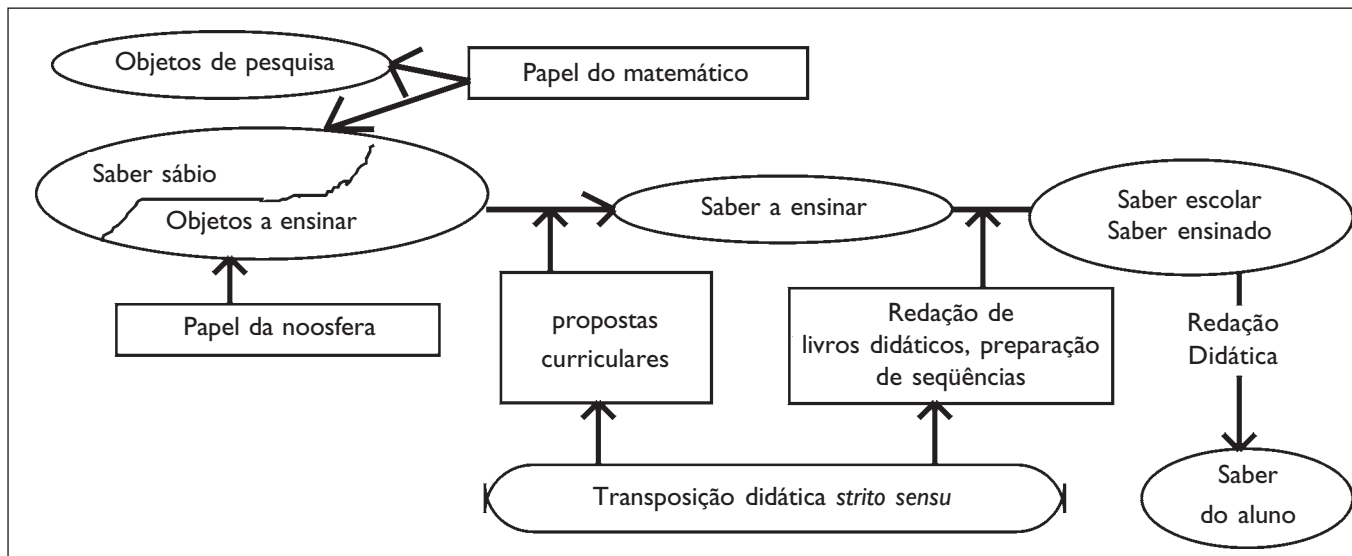 Objetos de pesquisa
Papel do matemático
Saber sábio
Objetos a ensinar
Papel da noosfera
Saber a ensinar
Saber escolar
Saber ensinado
propostas
curriculares
Redação de
livros didáticos, preparação
de seqüências
Redação
Didática
Transposição didática strito sensu
Saber
do aluno